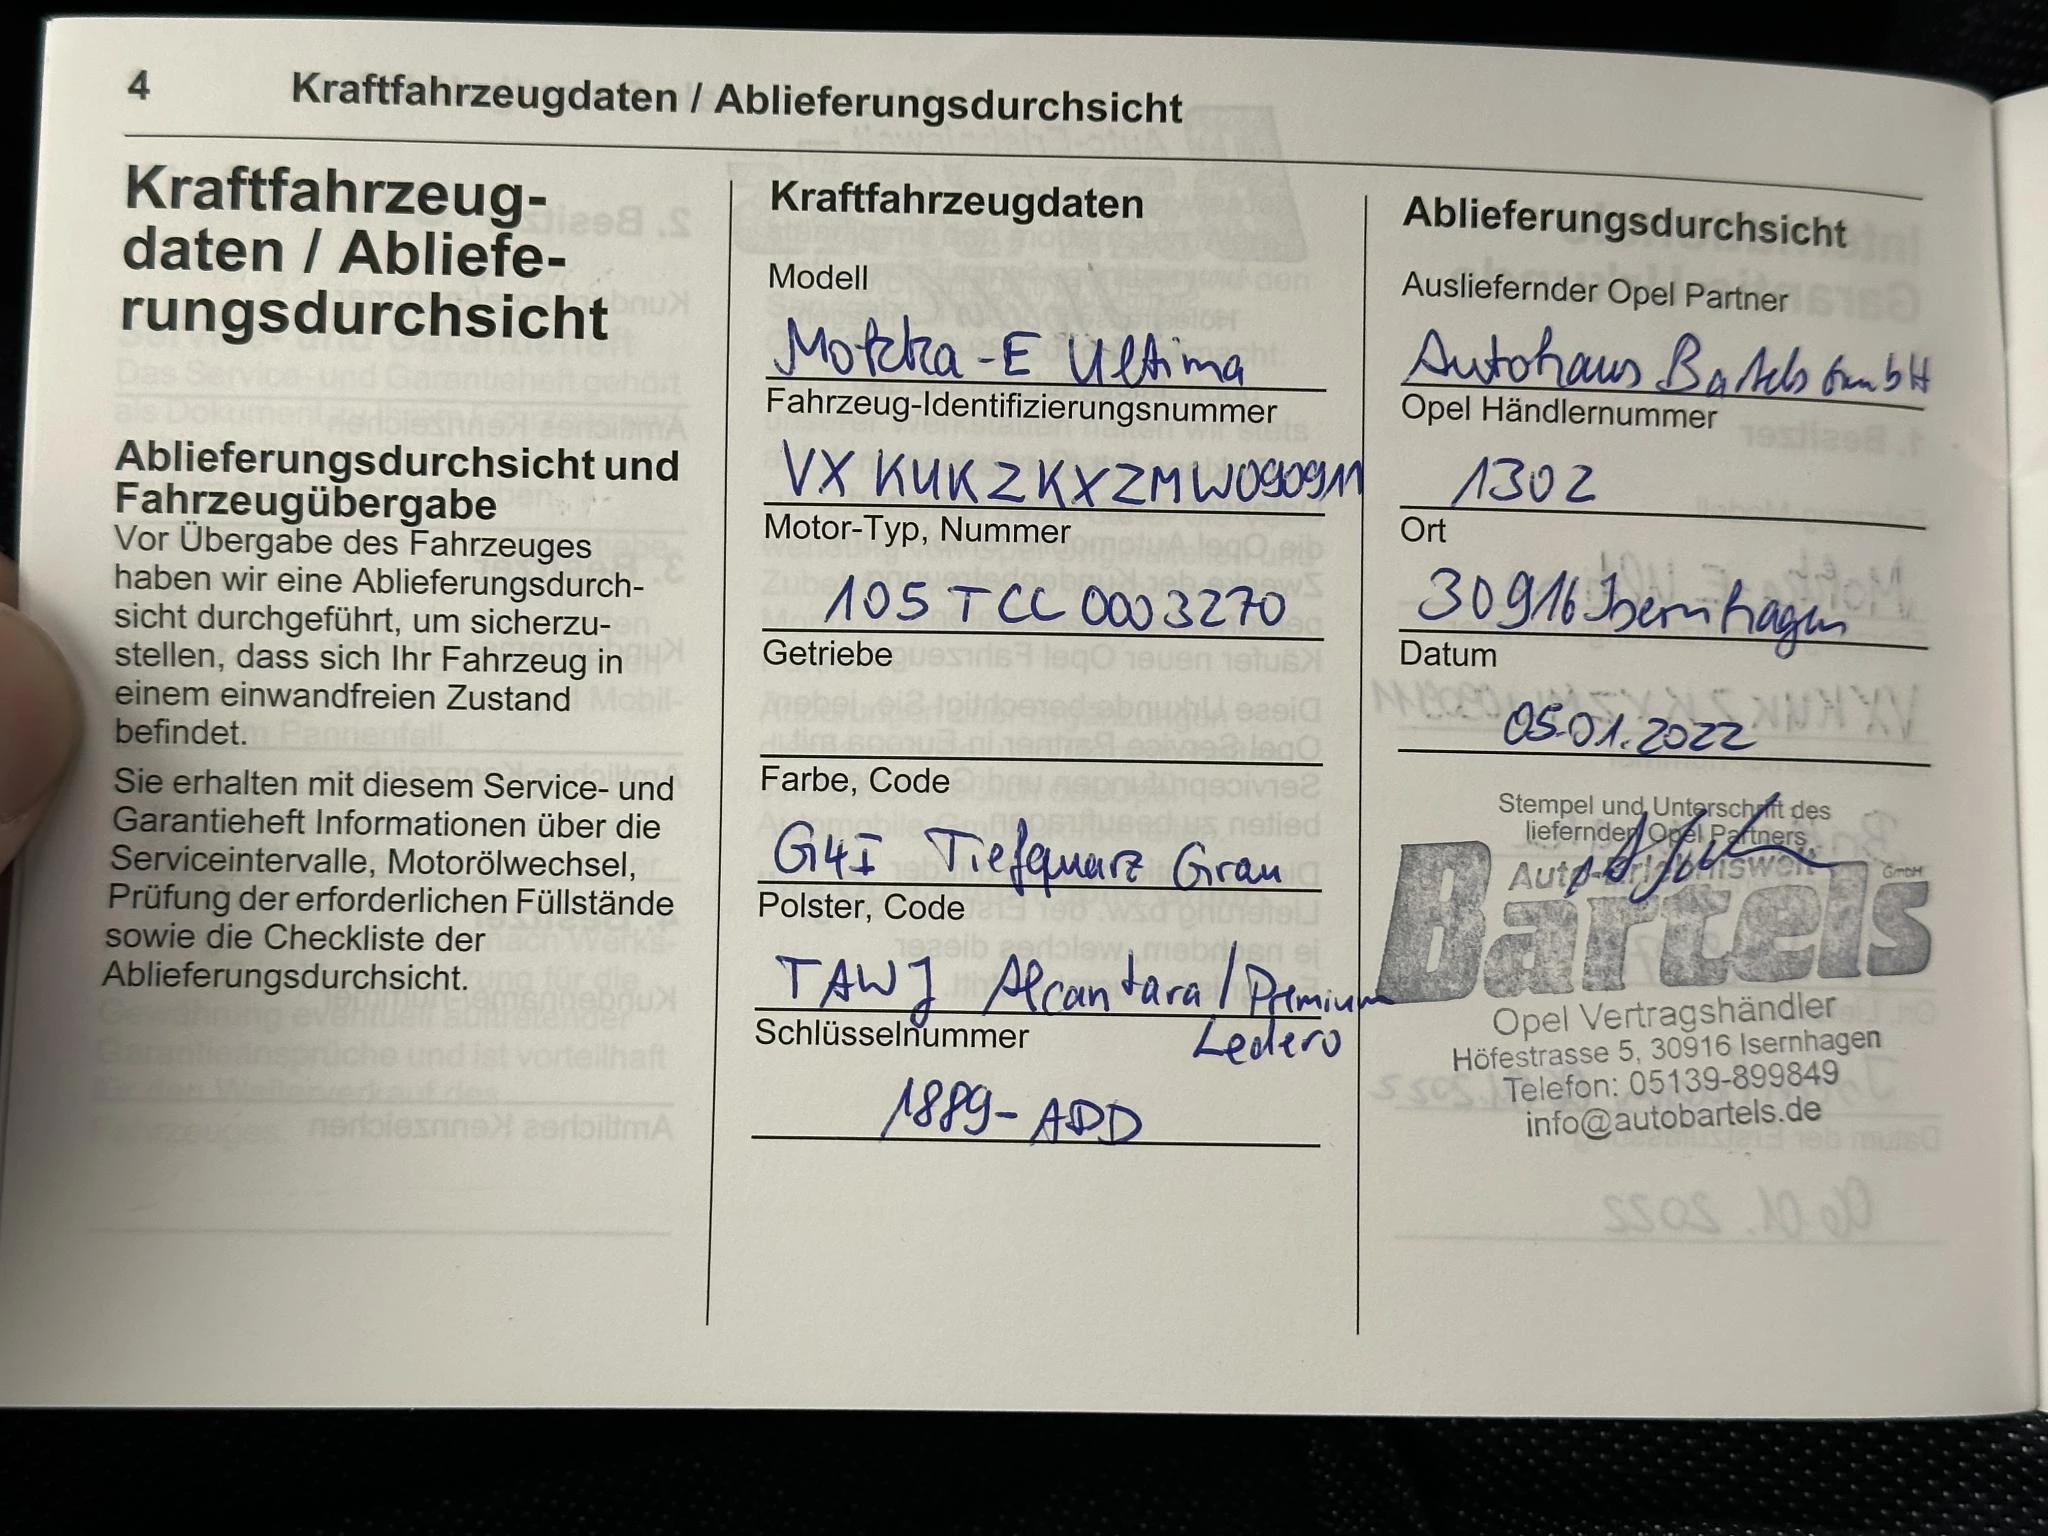 4 Kraftfahrzeugdaten / Ablieferungsdurchsicht
Kraftfahrzeug-
daten / Abliefe-
rungsdurchsicht
Ablieferungsdurchsicht und
Fahrzeugübergabe
Vor Übergabe des Fahrzeuges
haben wir eine Ablieferungsdurch-
sicht durchgeführt, um sicherzu-
stellen, dass sich Ihr Fahrzeug in
einem einwandfreien Zustand
befindet.
Sie erhalten mit diesem Service- und
Garantieheft Informationen über die
Serviceintervalle, Motorölwechsel,
Prüfung der erforderlichen Füllstände
sowie die Checkliste der
Ablieferungsdurchsicht.
Kraftfahrzeugdaten
Modell
Mokka-E Ultima
Fahrzeug-Identifizierungsnummer
VXKUKZKXZMW090911
Motor-Typ, Nummer
105TCC0003270
Getriebe
Farbe, Code
G4I Tiefquarz Grau
Polster, Code
TAWJ Alcantara/Premium
Ledero
Schlüsselnummer
1889-ADD
Ablieferungsdurchsicht
Ausliefernder Opel Partner
Autohaus Bartels GmbH
Opel Händlernummer
1302
Ort
30916 Isernhagen
Datum
05.01.2022
Stempel und Unterschrift des
liefernden Opel Partners
Auto-Erlebniswelt
Bartels GmbH
Opel Vertragshändler
Höfestrasse 5, 30916 Isernhagen
Telefon: 05139-899849
info@autobartels.de